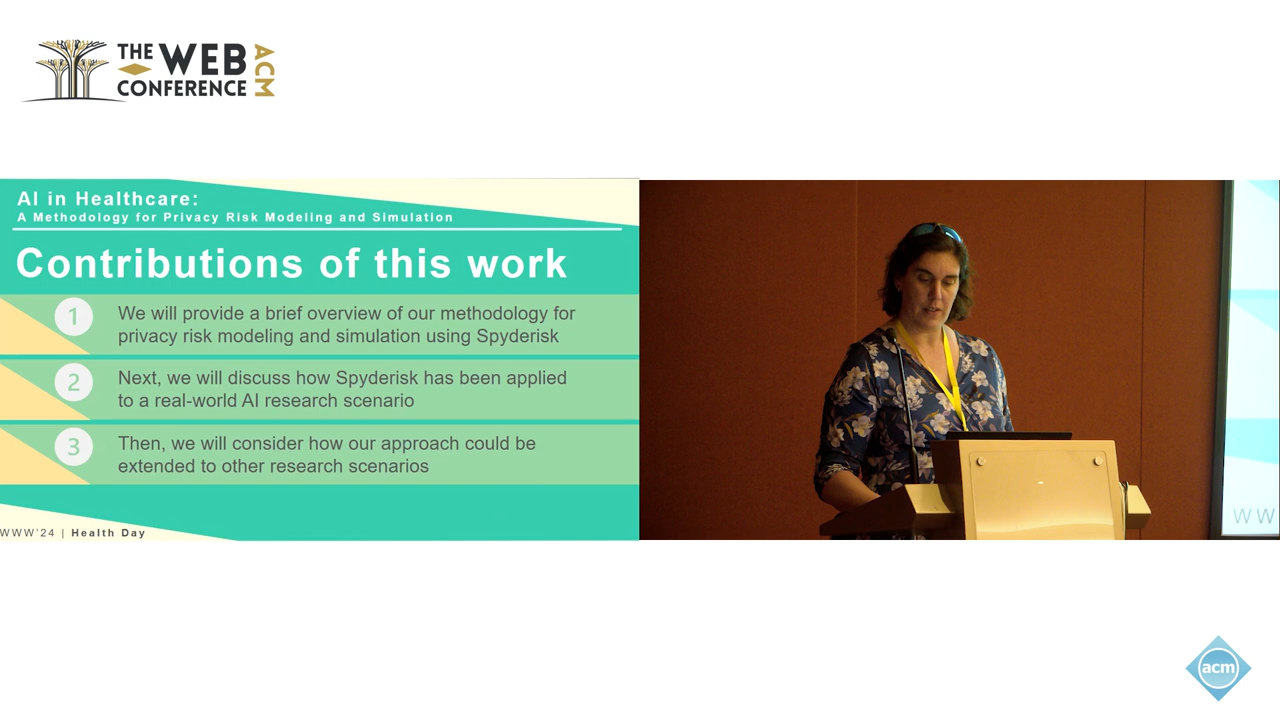 THE WEB
CONFERENCE
ACM
AI in Healthcare:
A Methodology for Privacy Risk Modeling and Simulation
Contributions of this work
1
We will provide a brief overview of our methodology for
privacy risk modeling and simulation using Spyderisk
2
Next, we will discuss how Spyderisk has been applied
to a real-world AI research scenario
3
Then, we will consider how our approach could be
extended to other research scenarios
WWW'24 | Health Day
WW
acm